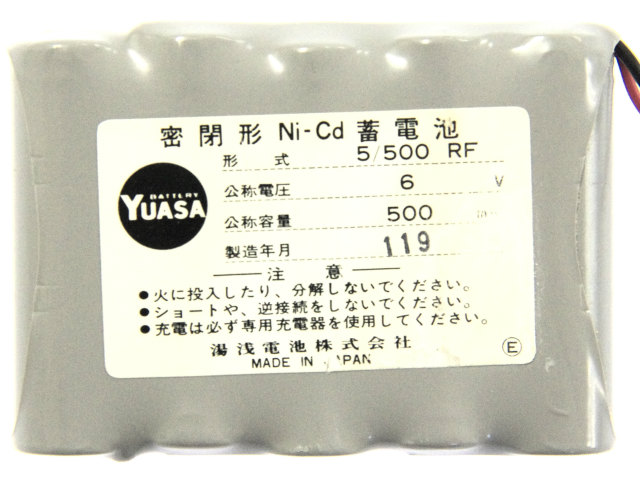 密閉形 Ni-Cd 蓄電池
形 式 5/500 RF
BATTERY
YUASA
公称電圧 6 V
公称容量 500
製造年月 119
注 意
●火に投入したり、分解しないでください。
●ショートや、逆接続をしないでください。
●充電は必ず専用充電器を使用してください。
湯浅電池株式会社
MADE IN JAPAN
E